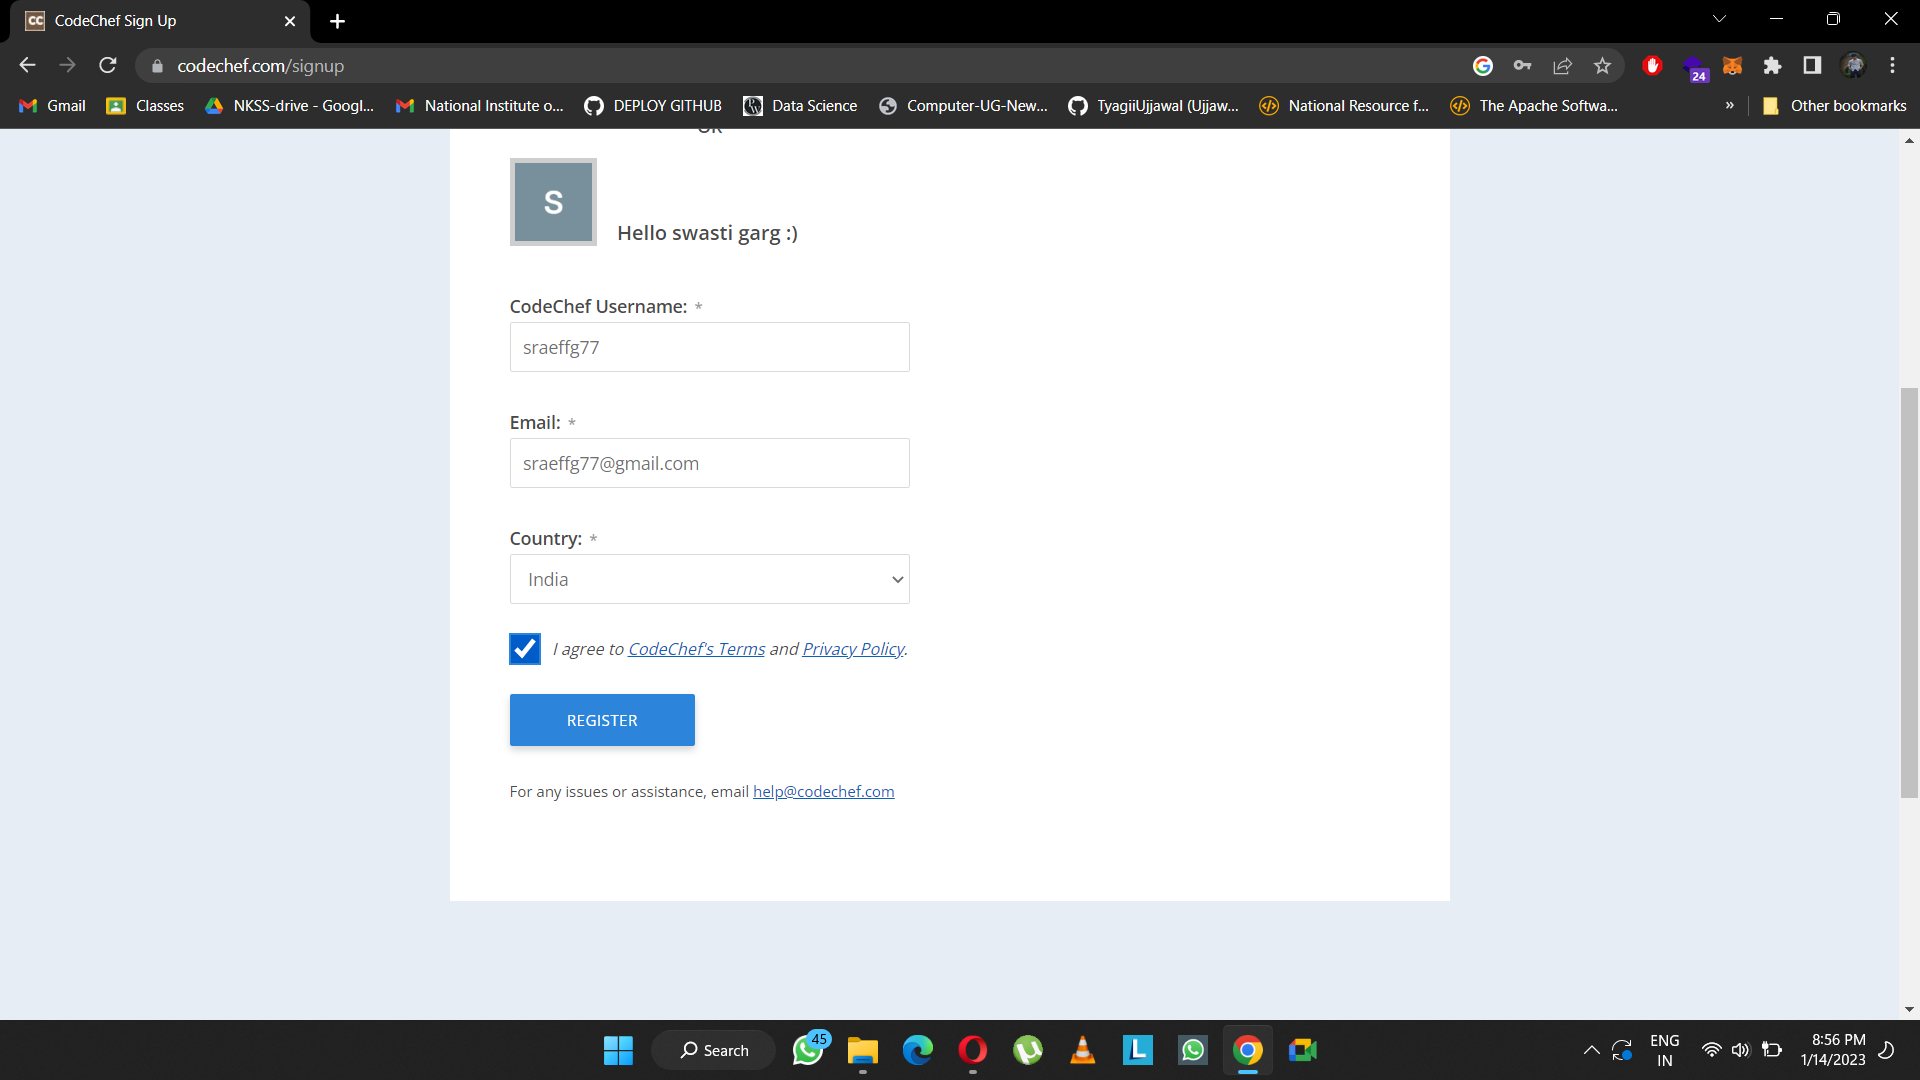 CC CodeChef Sign Up
codechef.com/signup
24
Gmail Classes NKSS-drive - Googl... National Institute o... DEPLOY GITHUB Data Science Computer-UG-New... TyagiiUjjawal (Ujjaw... National Resource f... The Apache Softwa... » Other bookmarks
OR
S
Hello swasti garg :)
CodeChef Username: *
sraeffg77
Email: *
sraeffg77@gmail.com
Country: *
India
I agree to CodeChef's Terms and Privacy Policy.
REGISTER
For any issues or assistance, email help@codechef.com
Search
45
L
ENG
IN
8:56 PM
1/14/2023